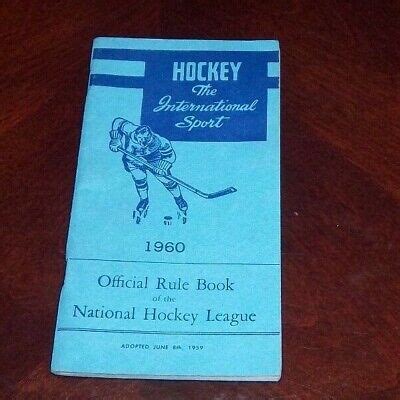 HOCKEY
The
International
Sport
1960
Official Rule Book
of the
National Hockey League
ADOPTED JUNE 8th, 1959